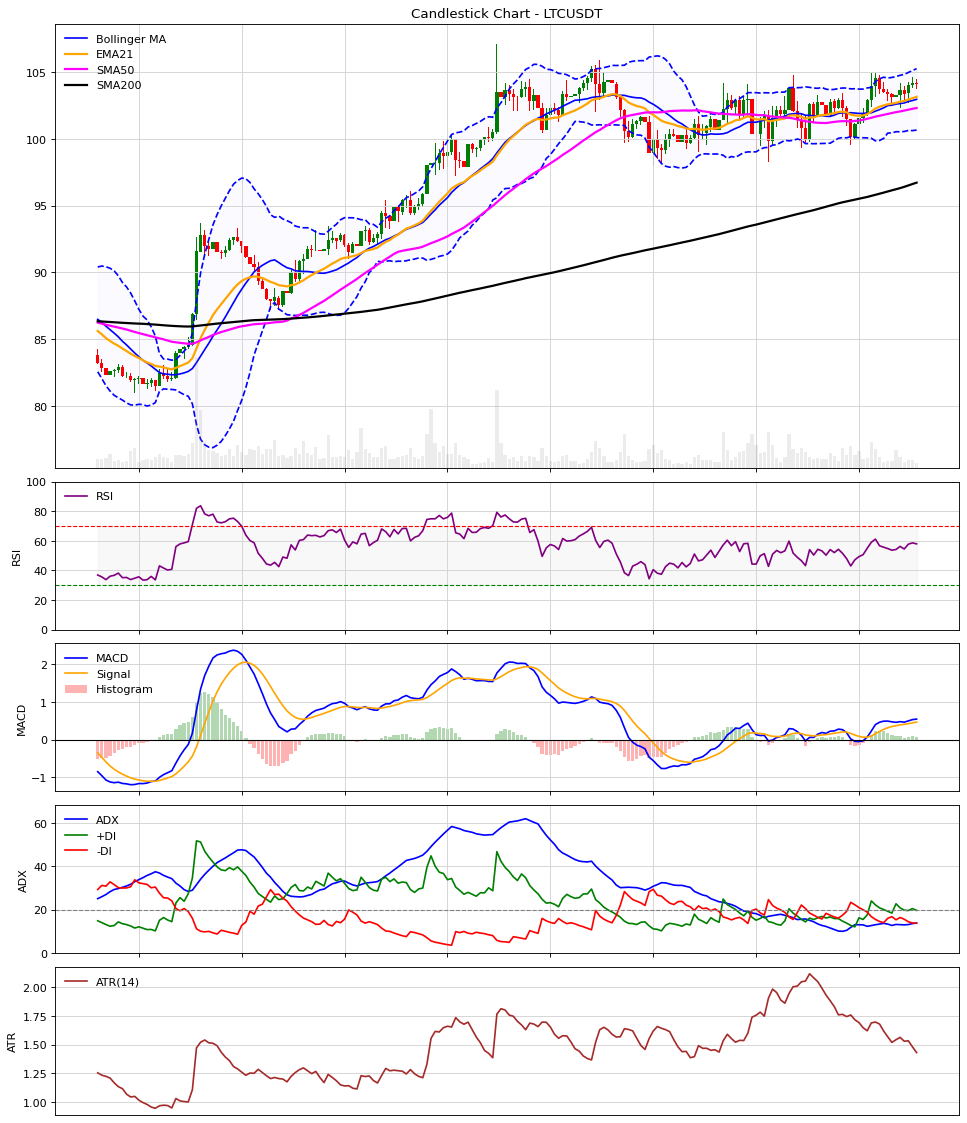 Candlestick Chart - LTCUSDT
Bollinger MA
EMA21
SMA50
SMA200
105
100
95
90
85
80
RSI
RSI
100
80
60
40
20
0
MACD
MACD
Signal
Histogram
2
1
0
−1
ADX
ADX
+DI
-DI
60
40
20
0
ATR
ATR(14)
2.00
1.75
1.50
1.25
1.00